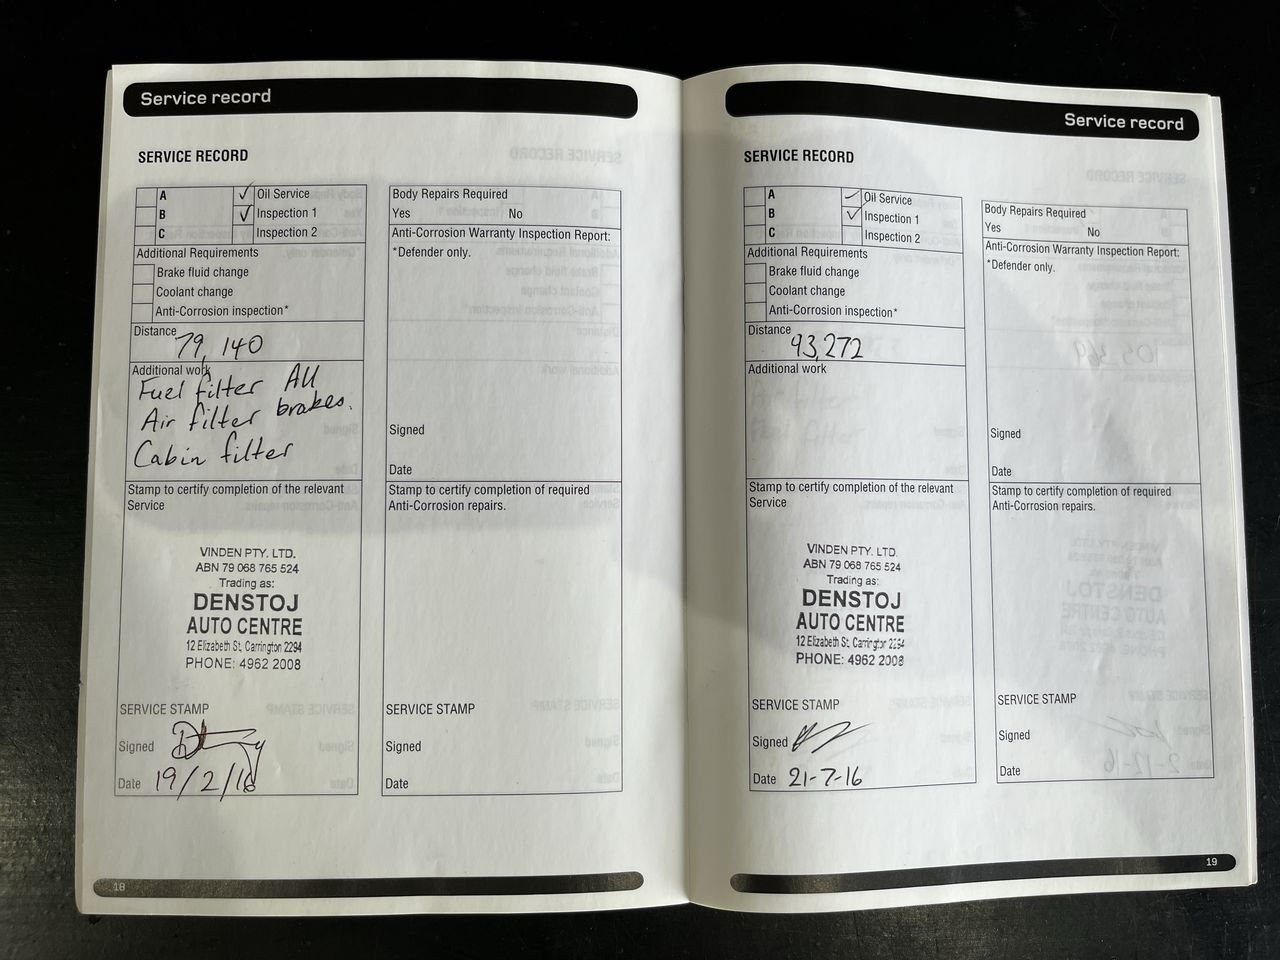 Service record
SERVICE RECORD
A ✓ Oil Service
B ✓ Inspection 1
C Inspection 2
Additional Requirements
Brake fluid change
Coolant change
Anti-Corrosion inspection*
Distance
79,140
Additional work
Fuel filter All
Air filter brakes.
Cabin filter
Stamp to certify completion of the relevant
Service
VINDEN PTY. LTD.
ABN 79 068 765 524
Trading as:
DENSTOJ
AUTO CENTRE
12 Elizabeth St, Carrington 2294
PHONE: 4962 2008
SERVICE STAMP
Signed
Date 19/2/16
Body Repairs Required
Yes No
Anti-Corrosion Warranty Inspection Report:
*Defender only.
Signed
Date
Stamp to certify completion of required
Anti-Corrosion repairs.
SERVICE STAMP
Signed
Date
18
Service record
SERVICE RECORD
A ✓ Oil Service
B ✓ Inspection 1
C Inspection 2
Additional Requirements
Brake fluid change
Coolant change
Anti-Corrosion inspection*
Distance
93,272
Additional work
Stamp to certify completion of the relevant
Service
VINDEN PTY. LTD.
ABN 79 068 765 524
Trading as:
DENSTOJ
AUTO CENTRE
12 Elizabeth St, Carrington 2294
PHONE: 4962 2008
SERVICE STAMP
Signed
Date 21-7-16
Body Repairs Required
Yes No
Anti-Corrosion Warranty Inspection Report:
*Defender only.
Signed
Date
Stamp to certify completion of required
Anti-Corrosion repairs.
SERVICE STAMP
Signed
Date
19